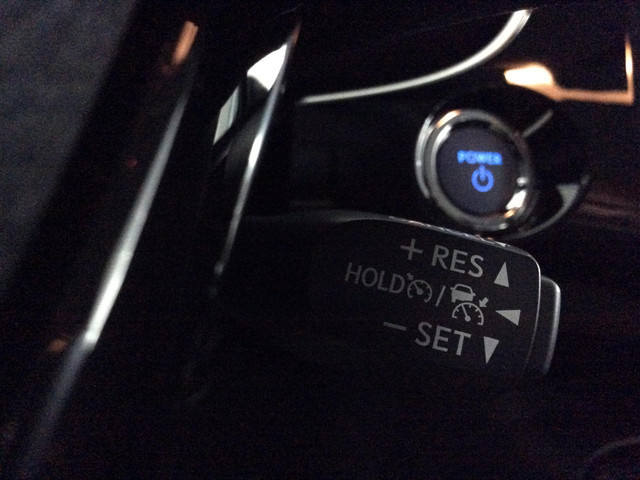 POWER
+ RES
HOLD /
− SET